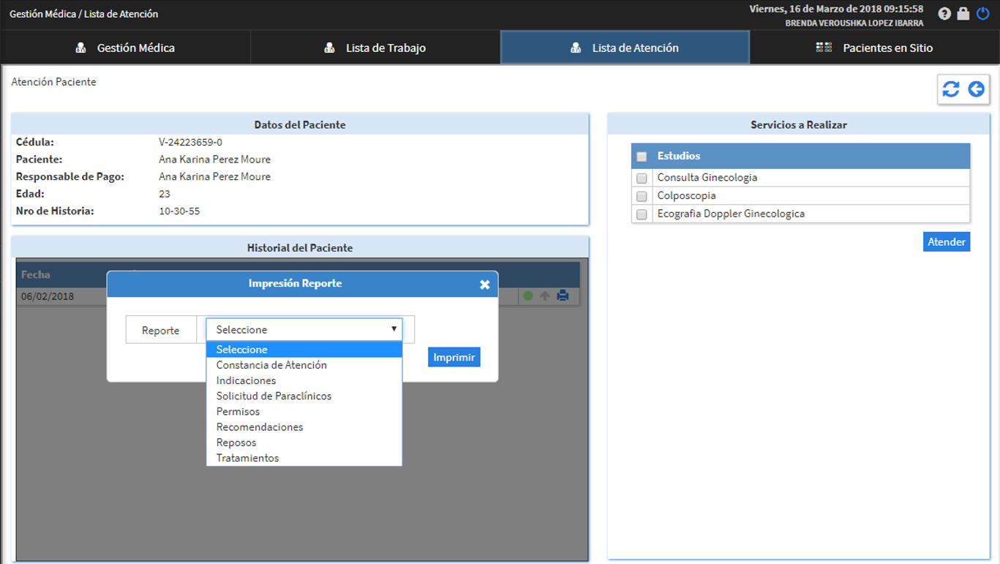 Gestión Médica / Lista de Atención
Viernes, 16 de Marzo de 2018 09:15:58
BRENDA VEROUSHKA LOPEZ IBARRA
Gestión Médica
Lista de Trabajo
Lista de Atención
Pacientes en Sitio
Atención Paciente
Datos del Paciente
Cédula: V-24223659-0
Paciente: Ana Karina Perez Moure
Responsable de Pago: Ana Karina Perez Moure
Edad: 23
Nro de Historia: 10-30-55
Historial del Paciente
Fecha
06/02/2018
Impresión Reporte
Reporte
Seleccione
Seleccione
Constancia de Atención
Indicaciones
Solicitud de Paraclínicos
Permisos
Recomendaciones
Reposos
Tratamientos
Imprimir
Servicios a Realizar
Estudios
Consulta Ginecologia
Colposcopia
Ecografia Doppler Ginecologica
Atender